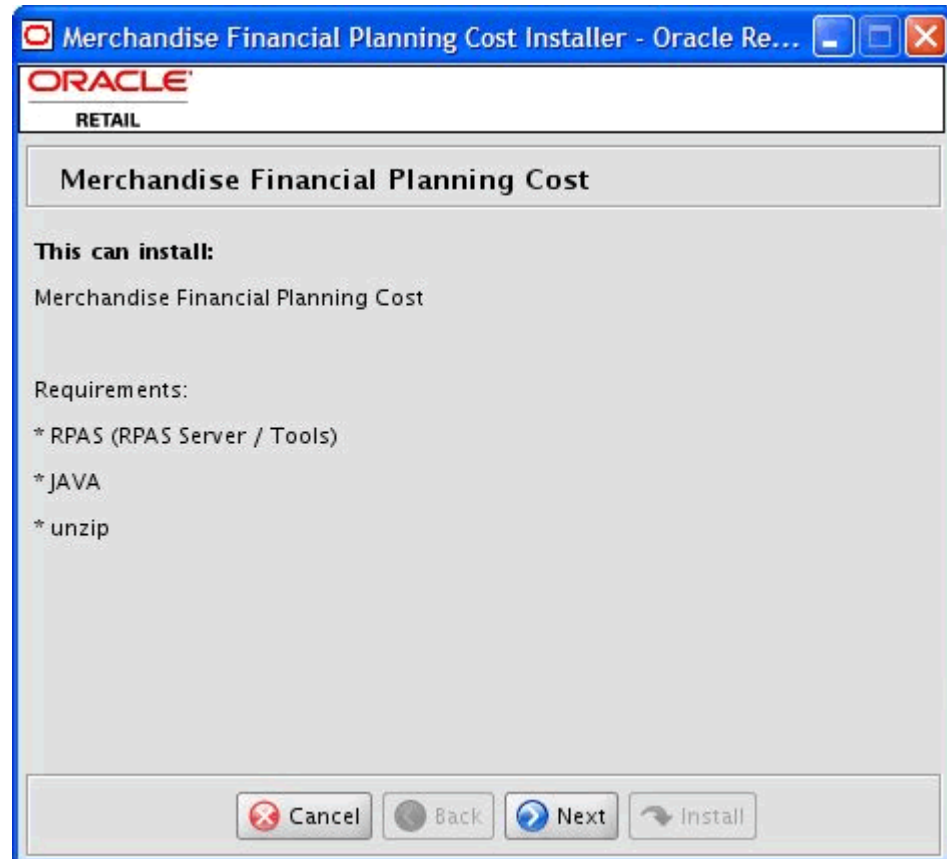 Merchandise Financial Planning Cost Installer - Oracle Re...
ORACLE
RETAIL
Merchandise Financial Planning Cost
This can install:
Merchandise Financial Planning Cost
Requirements:
* RPAS (RPAS Server / Tools)
* JAVA
* unzip
Cancel Back Next Install